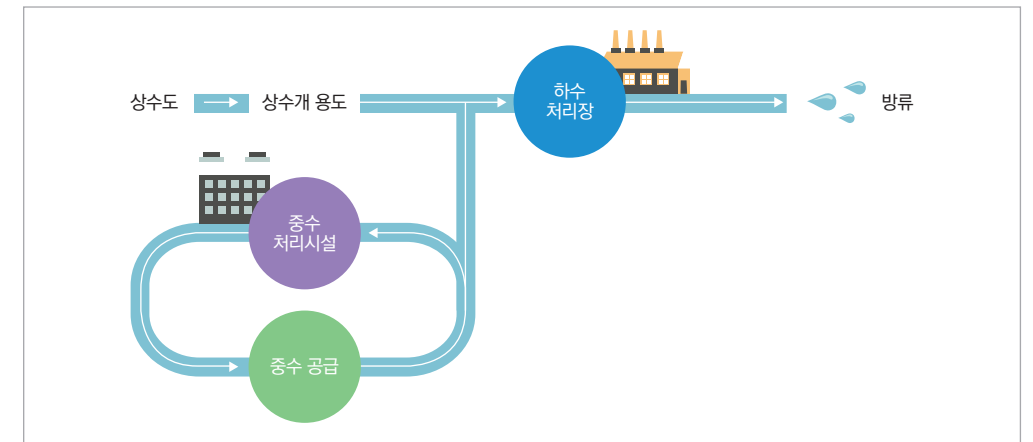 상수도
상수개 용도
하수
처리장
방류
중수
처리시설
중수 공급